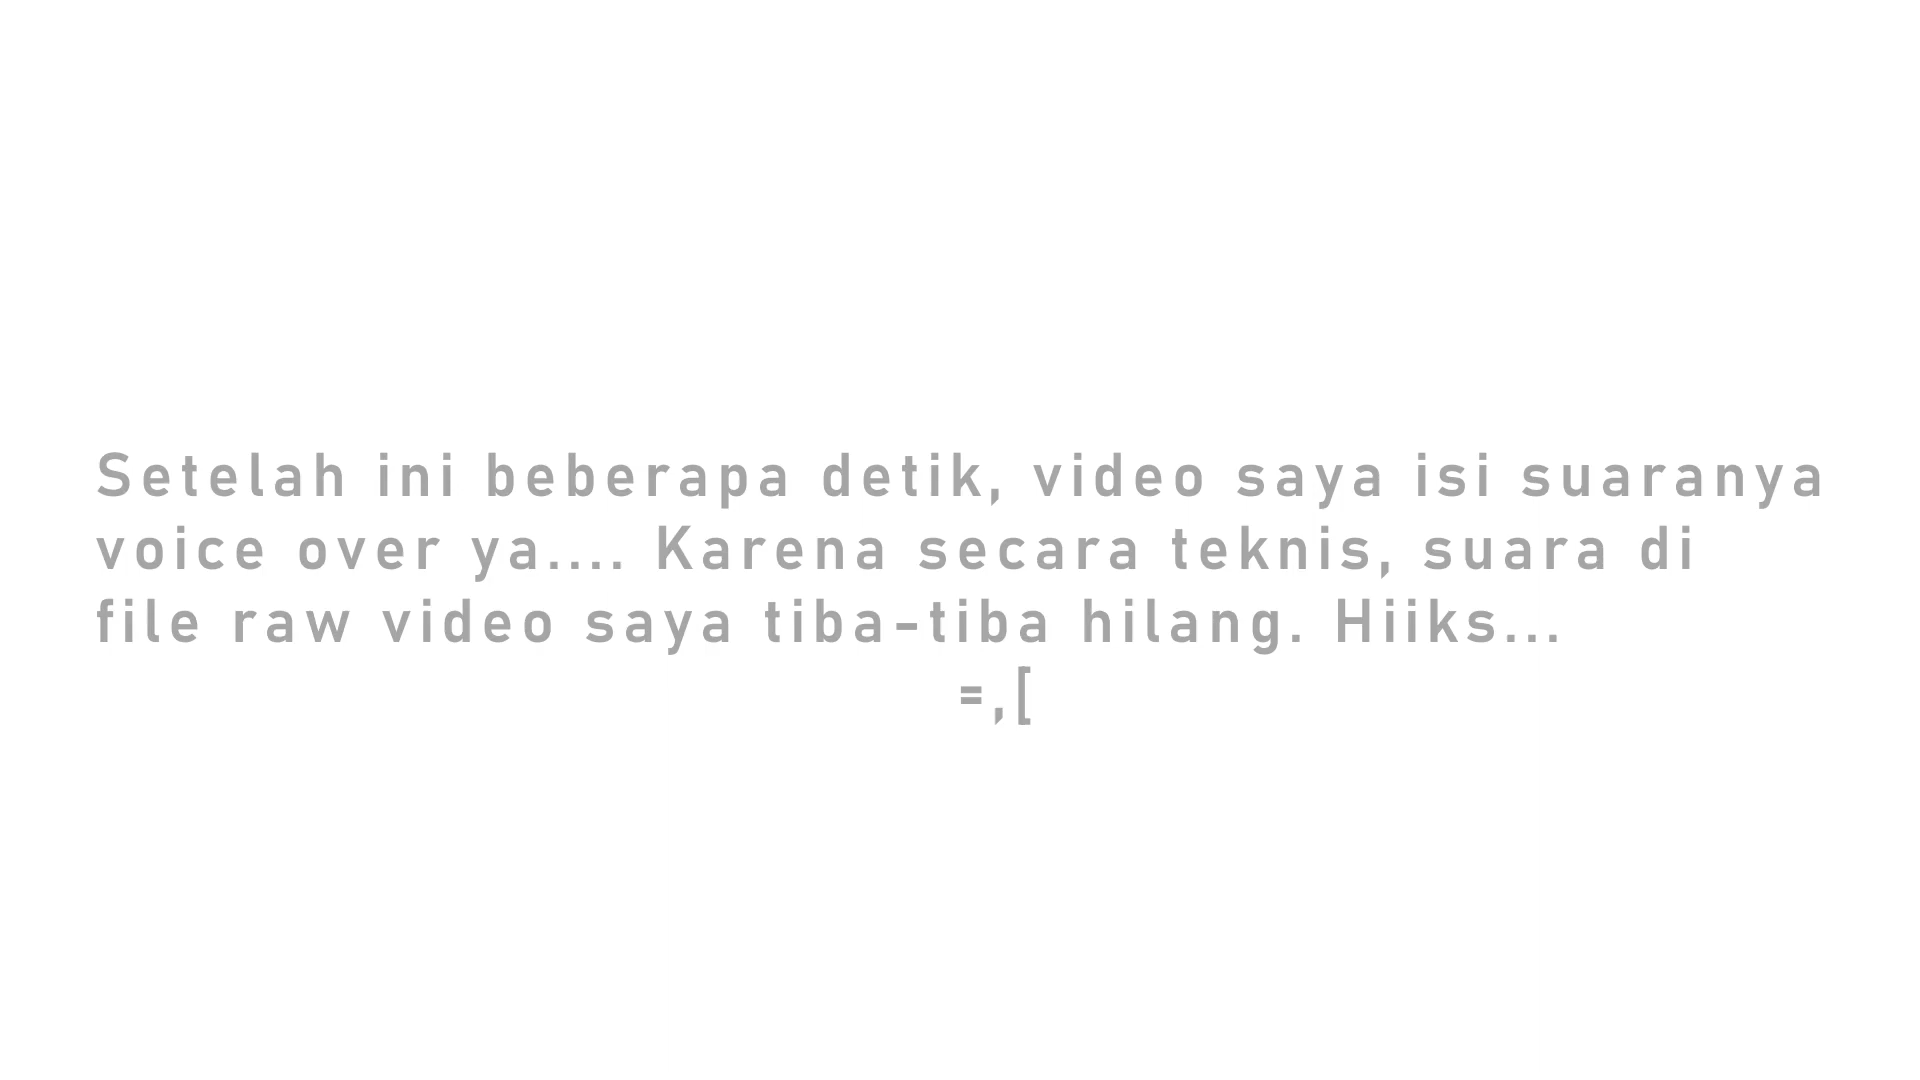 Setelah ini beberapa detik, video saya isi suaranya
voice over ya.... Karena secara teknis, suara di
file raw video saya tiba-tiba hilang. Hiiks...
=,[